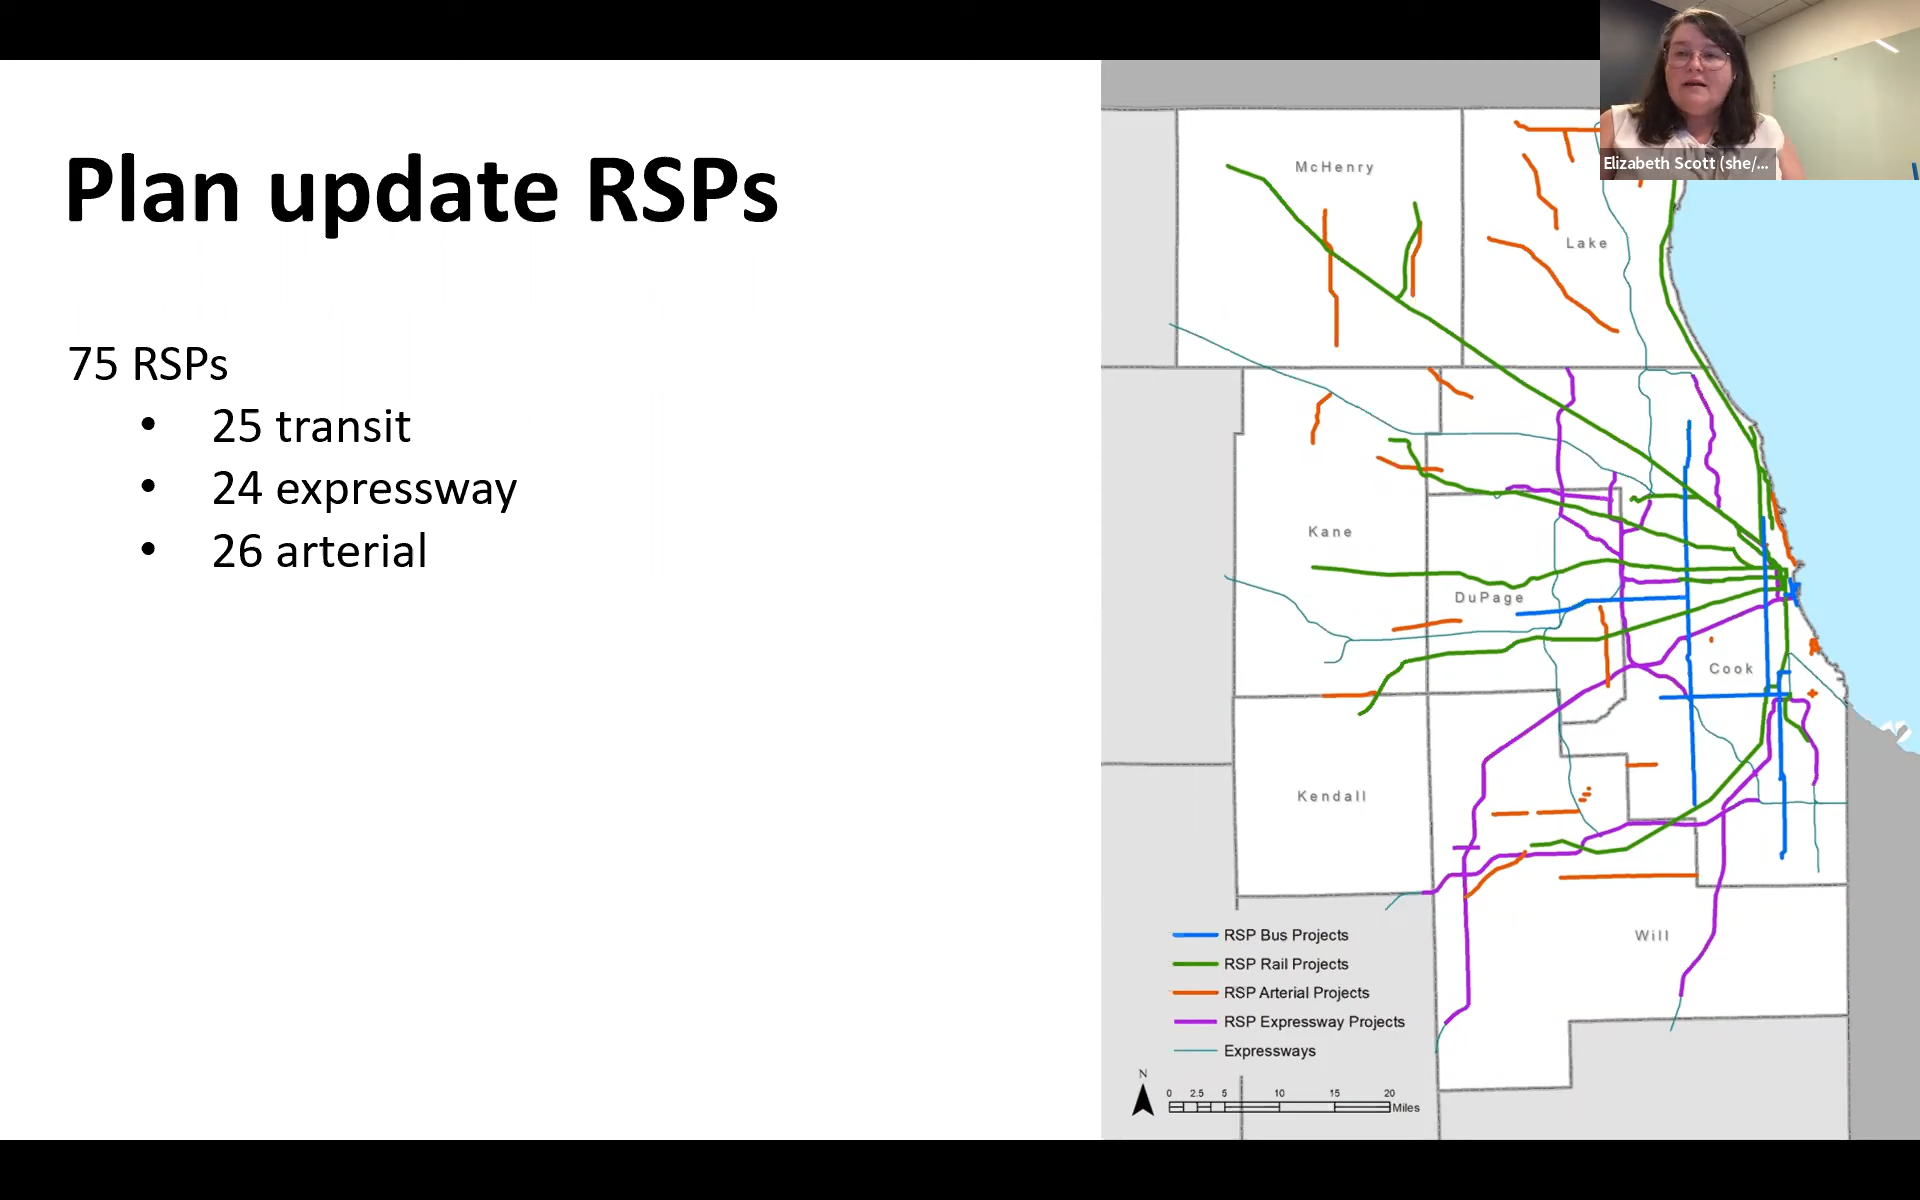 Elizabeth Scott (she/...
Plan update RSPs
75 RSPs
• 25 transit
• 24 expressway
• 26 arterial
McHenry
Lake
Kane
DuPage
Cook
Kendall
Will
RSP Bus Projects
RSP Rail Projects
RSP Arterial Projects
RSP Expressway Projects
Expressways
N
0 2.5 5 10 15 20
Miles